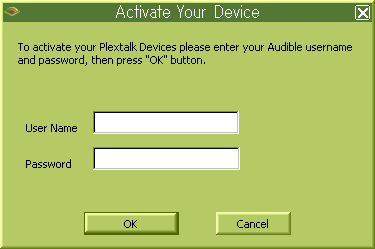 Activate Your Device
To activate your Plextalk Devices please enter your Audible username
and password, then press "OK" button.
User Name
Password
OK
Cancel